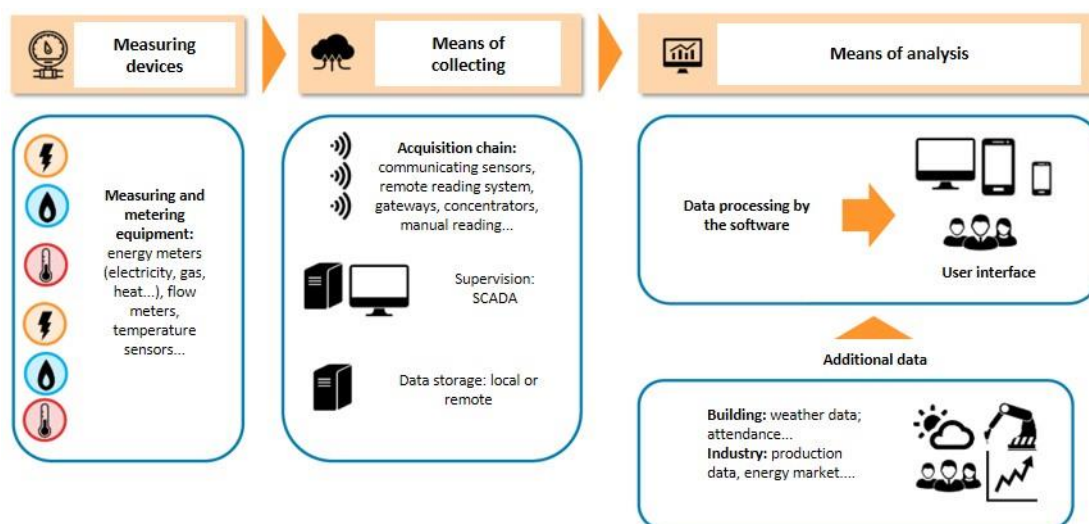 Measuring
devices
Means of
collecting
Means of analysis
Measuring and
metering
equipment:
energy meters
(electricity, gas,
heat...), flow
meters,
temperature
sensors...
Acquisition chain:
communicating sensors,
remote reading system,
gateways, concentrators,
manual reading...
Supervision:
SCADA
Data storage: local or
remote
Data processing by
the software
User interface
Additional data
Building: weather data;
attendance...
Industry: production
data, energy market....